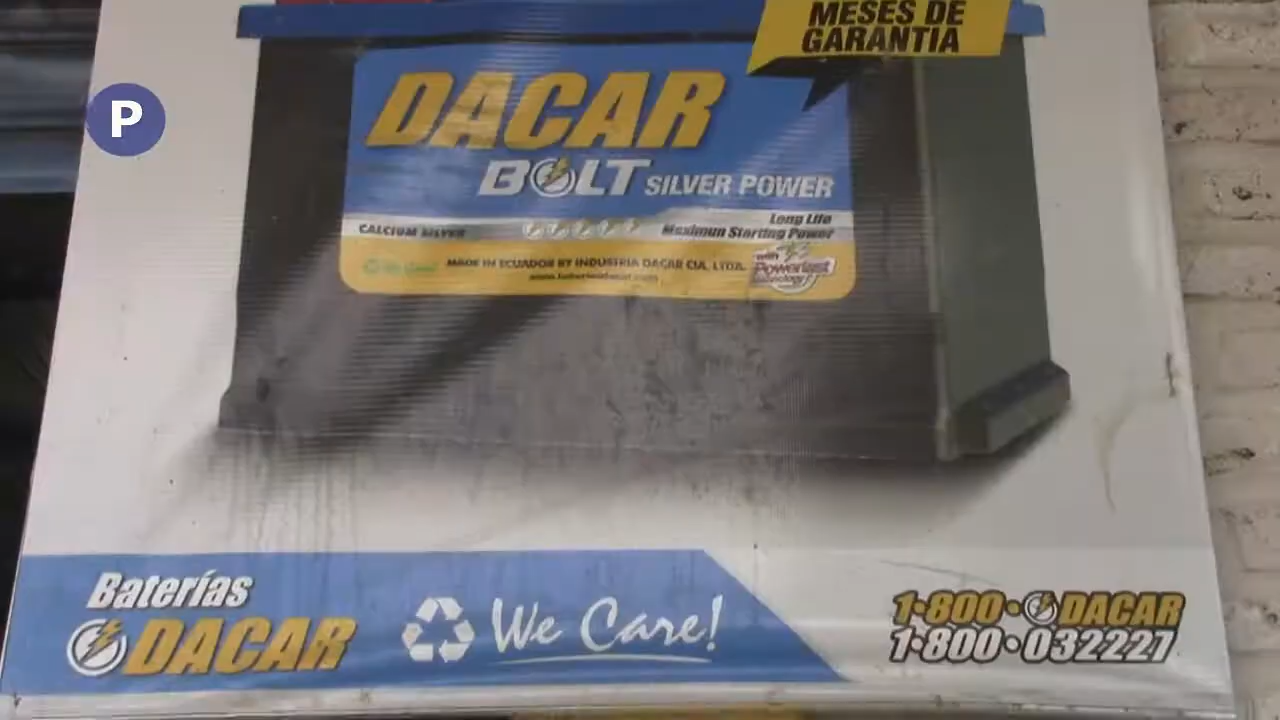 MESES DE
GARANTIA
P
DACAR
BOLT SILVER POWER
Long Life
CALCIUM SILVER
Maximun Starting Power
MADE IN ECUADOR BY INDUSTRIA DACAR CIA. LTDA.
with
Powerlast
Technology
Baterías
DACAR
We Care!
1•800•DACAR
1•800•032227